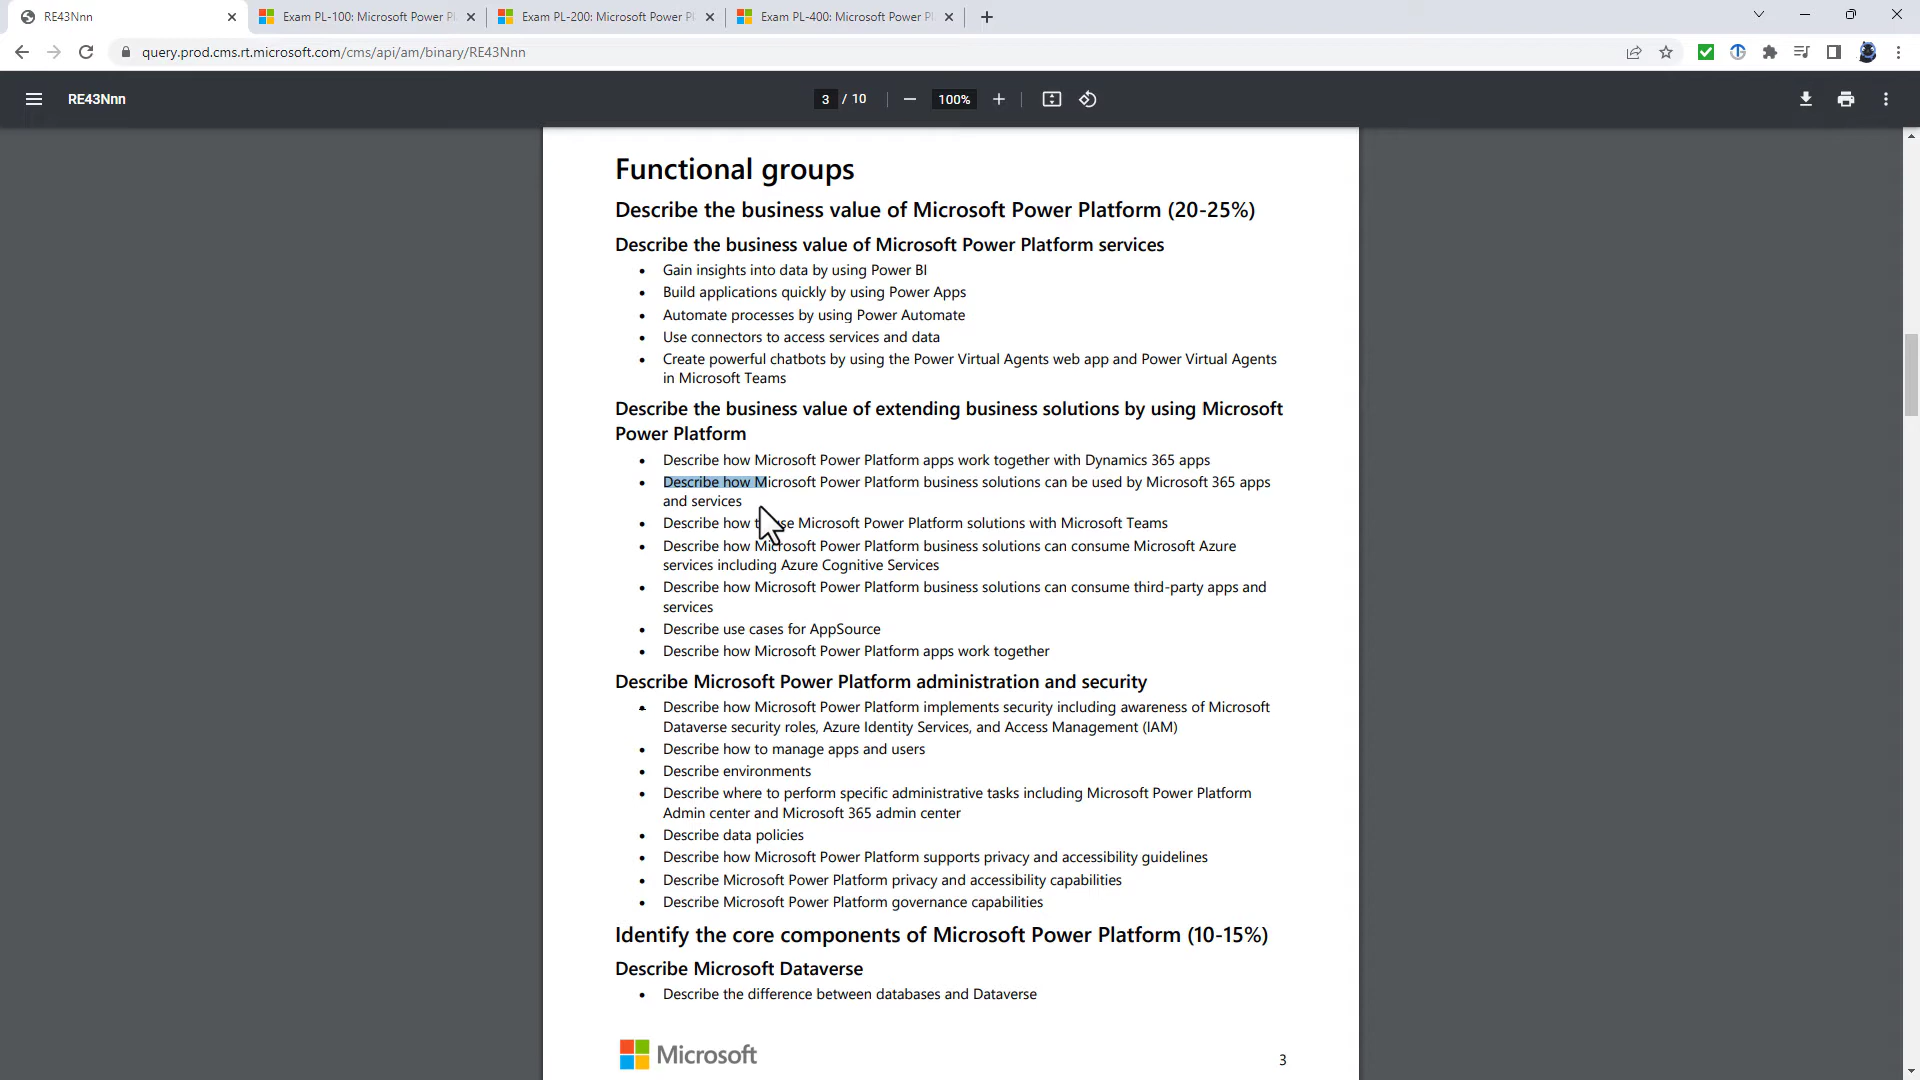 RE43Nnn
Exam PL-100: Microsoft Power Pl
Exam PL-200: Microsoft Power Pl
Exam PL-400: Microsoft Power P
query.prod.cms.rt.microsoft.com/cms/api/am/binary/RE43Nnn
RE43Nnn
3 / 10
100%
Functional groups
Describe the business value of Microsoft Power Platform (20-25%)
Describe the business value of Microsoft Power Platform services
• Gain insights into data by using Power BI
• Build applications quickly by using Power Apps
• Automate processes by using Power Automate
• Use connectors to access services and data
• Create powerful chatbots by using the Power Virtual Agents web app and Power Virtual Agents
in Microsoft Teams
Describe the business value of extending business solutions by using Microsoft
Power Platform
• Describe how Microsoft Power Platform apps work together with Dynamics 365 apps
• Describe how Microsoft Power Platform business solutions can be used by Microsoft 365 apps
and services
• Describe how t se Microsoft Power Platform solutions with Microsoft Teams
• Describe how Microsoft Power Platform business solutions can consume Microsoft Azure
services including Azure Cognitive Services
• Describe how Microsoft Power Platform business solutions can consume third-party apps and
services
• Describe use cases for AppSource
• Describe how Microsoft Power Platform apps work together
Describe Microsoft Power Platform administration and security
• Describe how Microsoft Power Platform implements security including awareness of Microsoft
Dataverse security roles, Azure Identity Services, and Access Management (IAM)
• Describe how to manage apps and users
• Describe environments
• Describe where to perform specific administrative tasks including Microsoft Power Platform
Admin center and Microsoft 365 admin center
• Describe data policies
• Describe how Microsoft Power Platform supports privacy and accessibility guidelines
• Describe Microsoft Power Platform privacy and accessibility capabilities
• Describe Microsoft Power Platform governance capabilities
Identify the core components of Microsoft Power Platform (10-15%)
Describe Microsoft Dataverse
• Describe the difference between databases and Dataverse
Microsoft
3